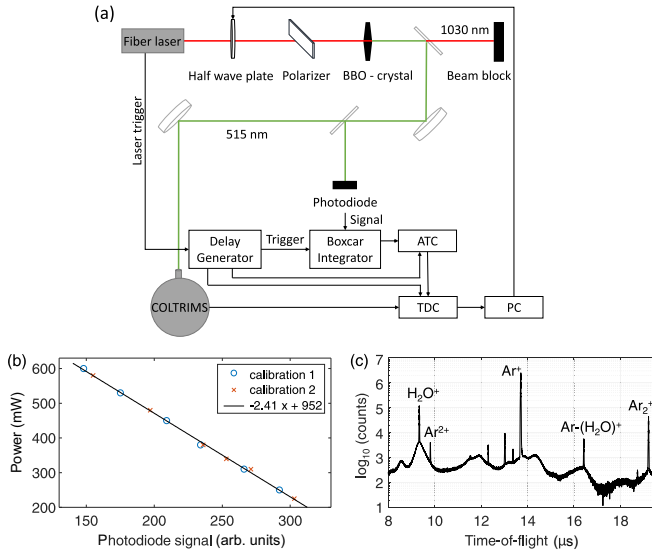 (a)
Fiber laser
1030 nm
Half wave plate
Polarizer
BBO - crystal
Beam block
Laser trigger
515 nm
Photodiode
Signal
Trigger
Delay
Generator
Boxcar
Integrator
ATC
COLTRIMS
TDC
PC
(b)
600
500
400
300
200
Power (mW)
calibration 1
calibration 2
-2.41 x + 952
150
200
250
300
Photodiode signal (arb. units)
(c)
7
6
5
4
3
2
1
log₁₀ (counts)
H₂O⁺
Ar²⁺
Ar⁺
Ar-(H₂O)⁺
Ar₂⁺
8
10
12
14
16
18
Time-of-flight (μs)